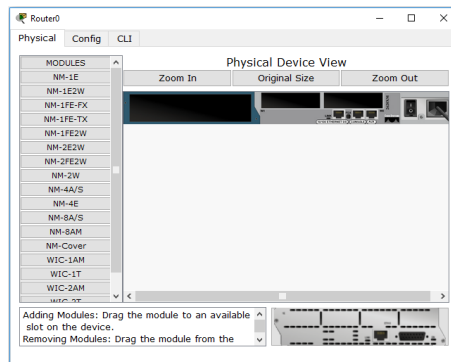 Router0
Physical Config CLI
MODULES
NM-1E
NM-1E2W
NM-1FE-FX
NM-1FE-TX
NM-1FE2W
NM-2E2W
NM-2FE2W
NM-2W
NM-4A/S
NM-4E
NM-8A/S
NM-8AM
NM-Cover
WIC-1AM
WIC-1T
WIC-2AM
WIC-2T
Physical Device View
Zoom In Original Size Zoom Out
Adding Modules: Drag the module to an available
slot on the device.
Removing Modules: Drag the module from the